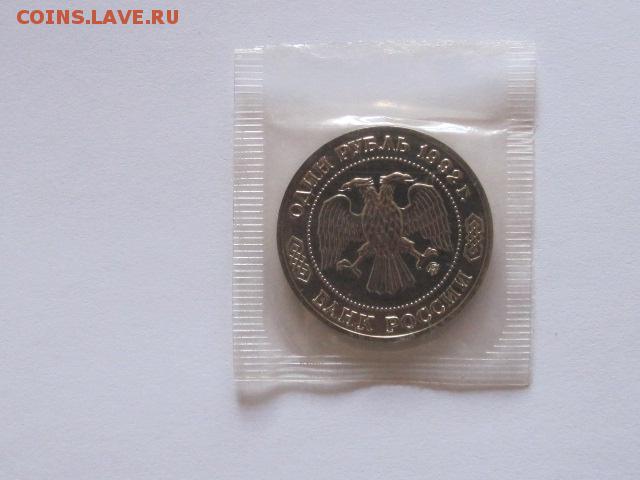 COINS.LAVE.RU
ОДИН РУБЛЬ 1992 г.
БАНК РОССИИ